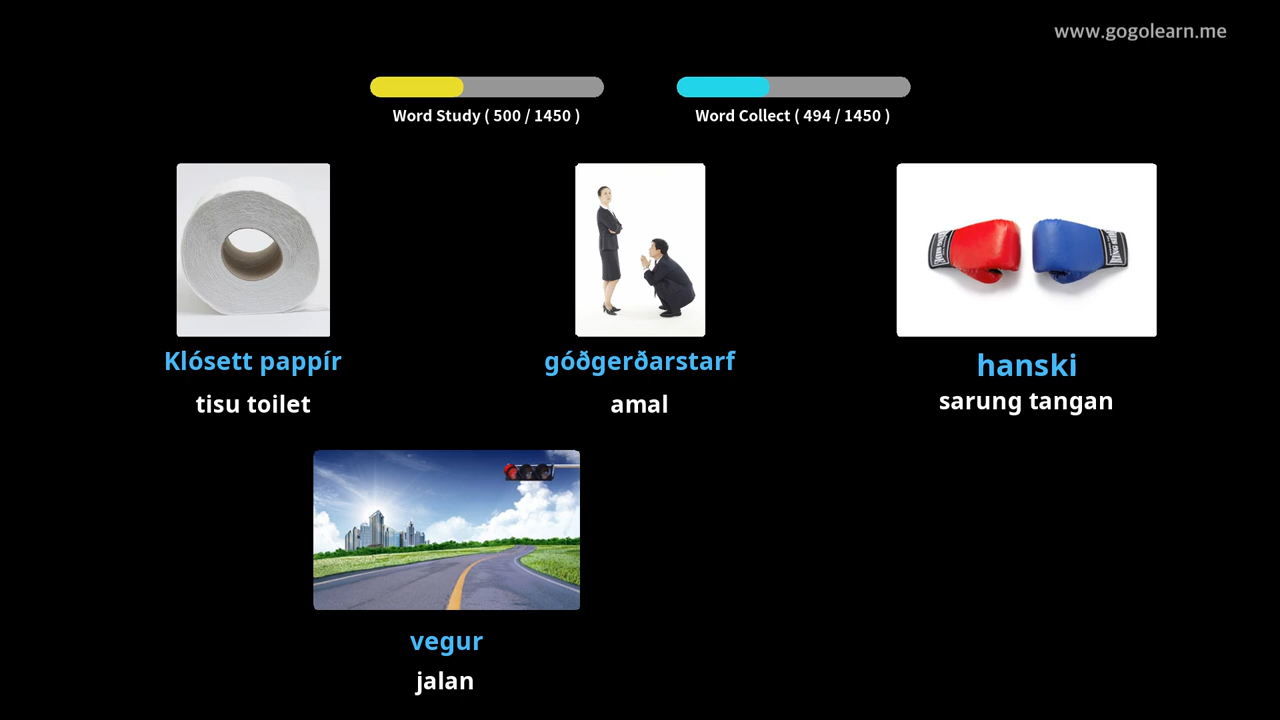 www.gogolearn.me
Word Study ( 500 / 1450 )
Word Collect ( 494 / 1450 )
Klósett pappír
góðgerðarstarf
hanski
tisu toilet
amal
sarung tangan
vegur
jalan